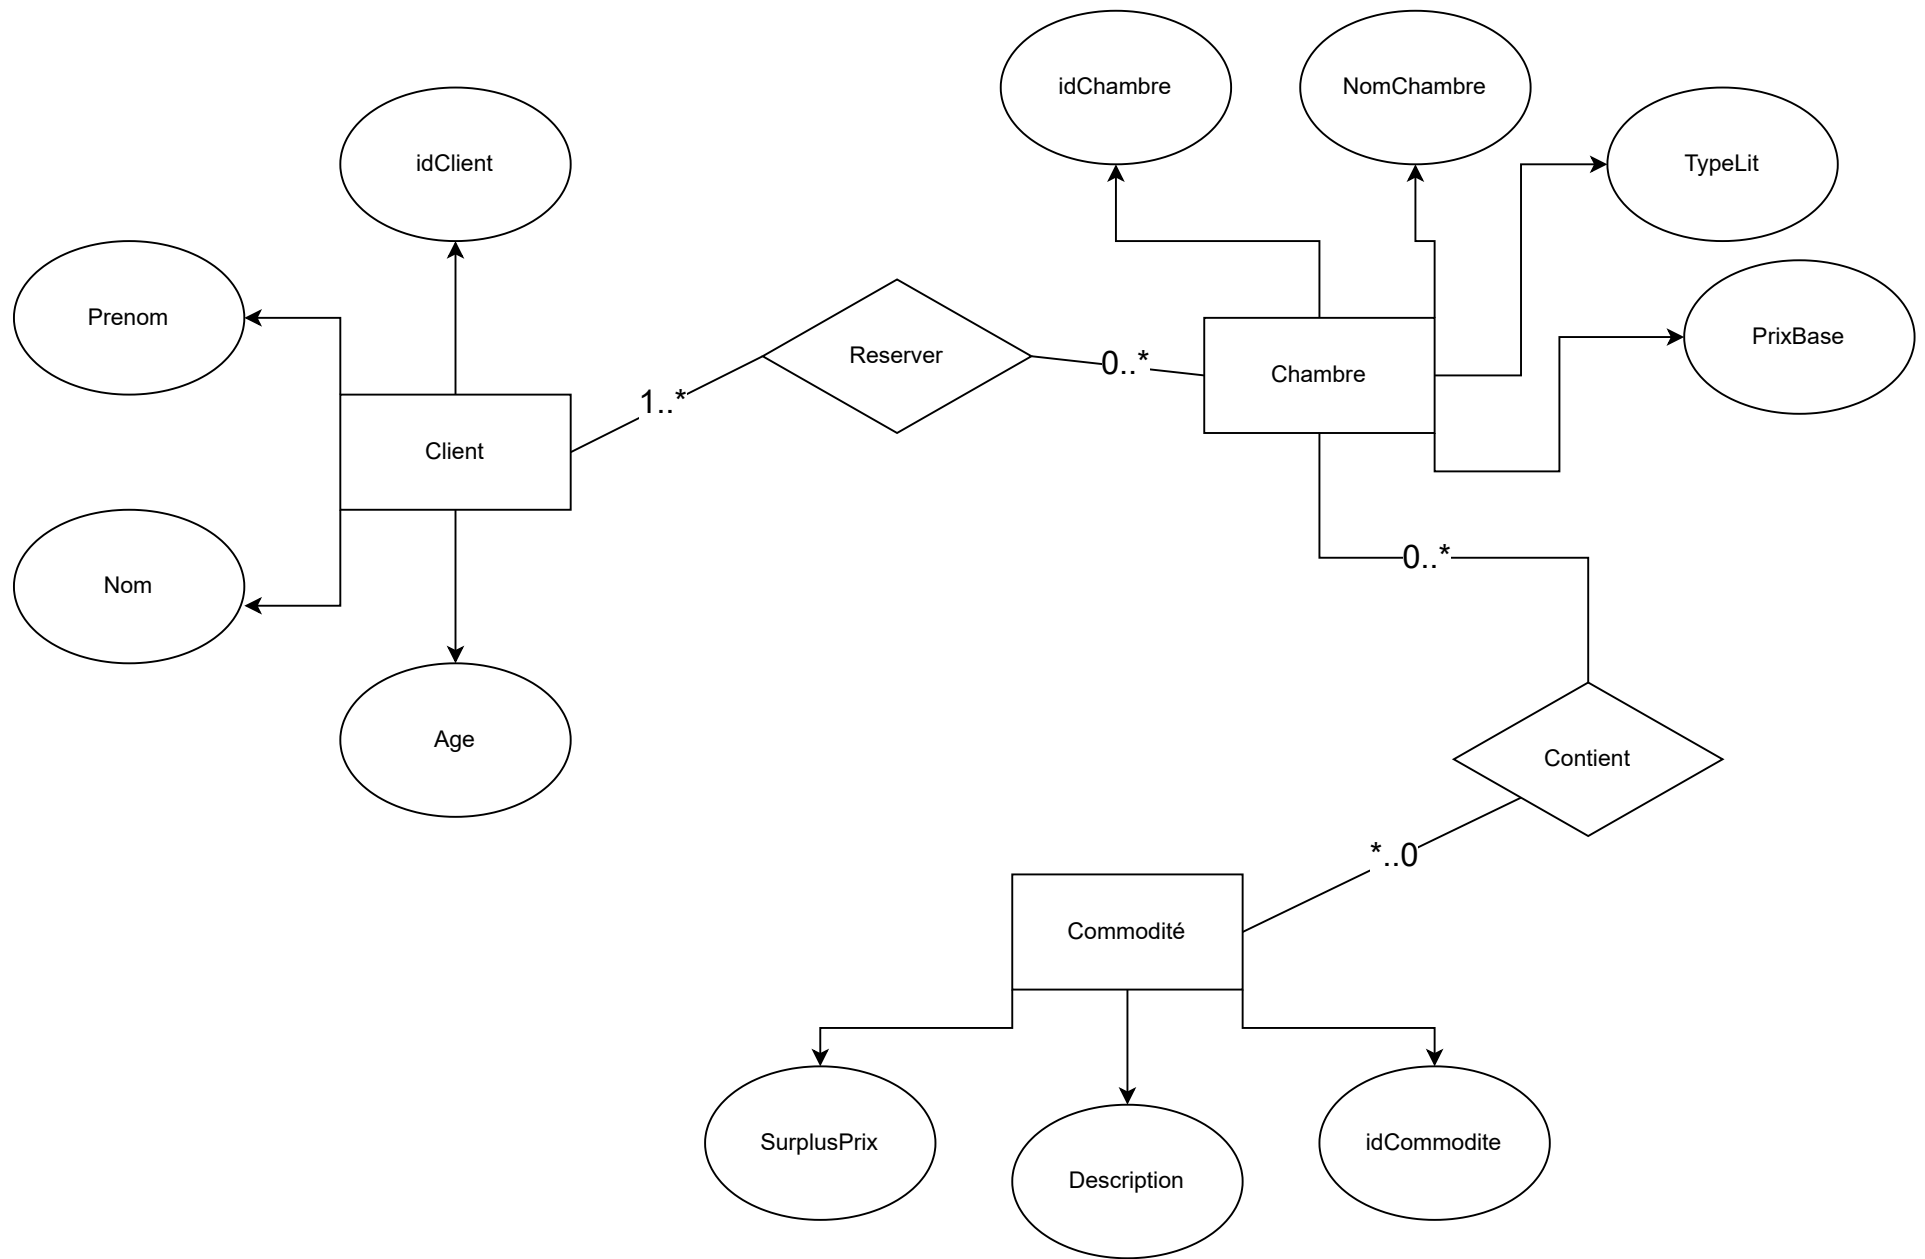 idChambre
NomChambre
idClient
TypeLit
Prenom
PrixBase
Reserver
0..*
Chambre
1..*
Client
0..*
Nom
Age
Contient
*..0
Commodité
SurplusPrix
Description
idCommodite